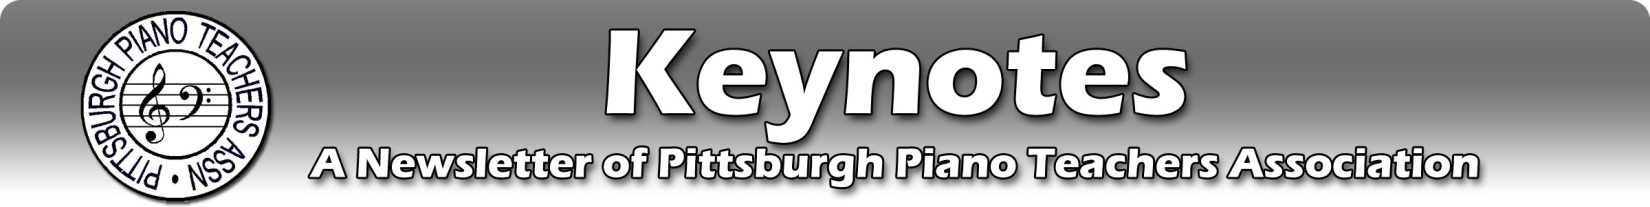 PITTSBURGH PIANO TEACHERS ASSN •
Keynotes
A Newsletter of Pittsburgh Piano Teachers Association